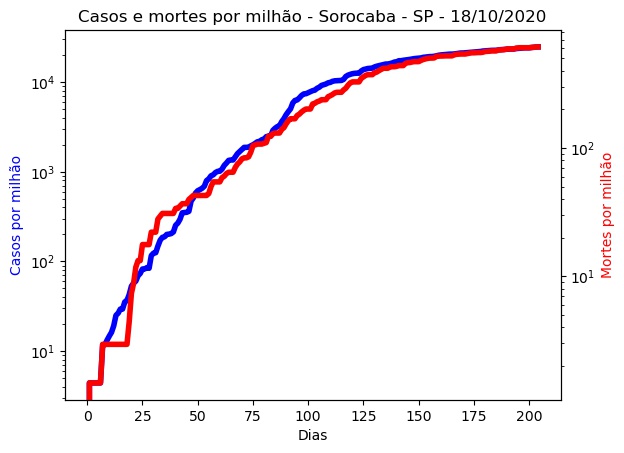 Casos e mortes por milhão - Sorocaba - SP - 18/10/2020
Casos por milhão
10⁴
10³
10²
10¹
10²
10¹
Mortes por milhão
0 25 50 75 100 125 150 175 200
Dias